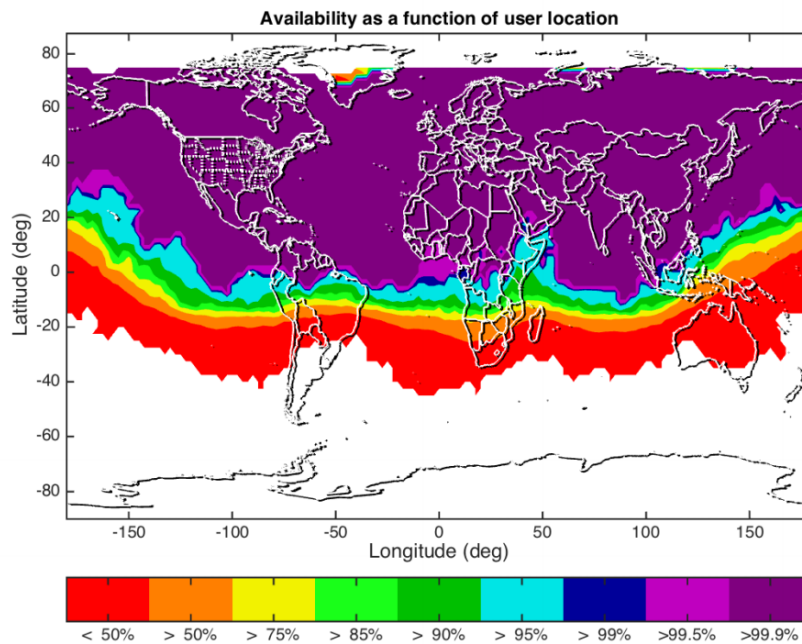 Availability as a function of user location
80
60
40
20
0
-20
-40
-60
-80
Latitude (deg)
-150 -100 -50 0 50 100 150
Longitude (deg)
< 50% > 50% > 75% > 85% > 90% > 95% > 99% >99.5% >99.9%